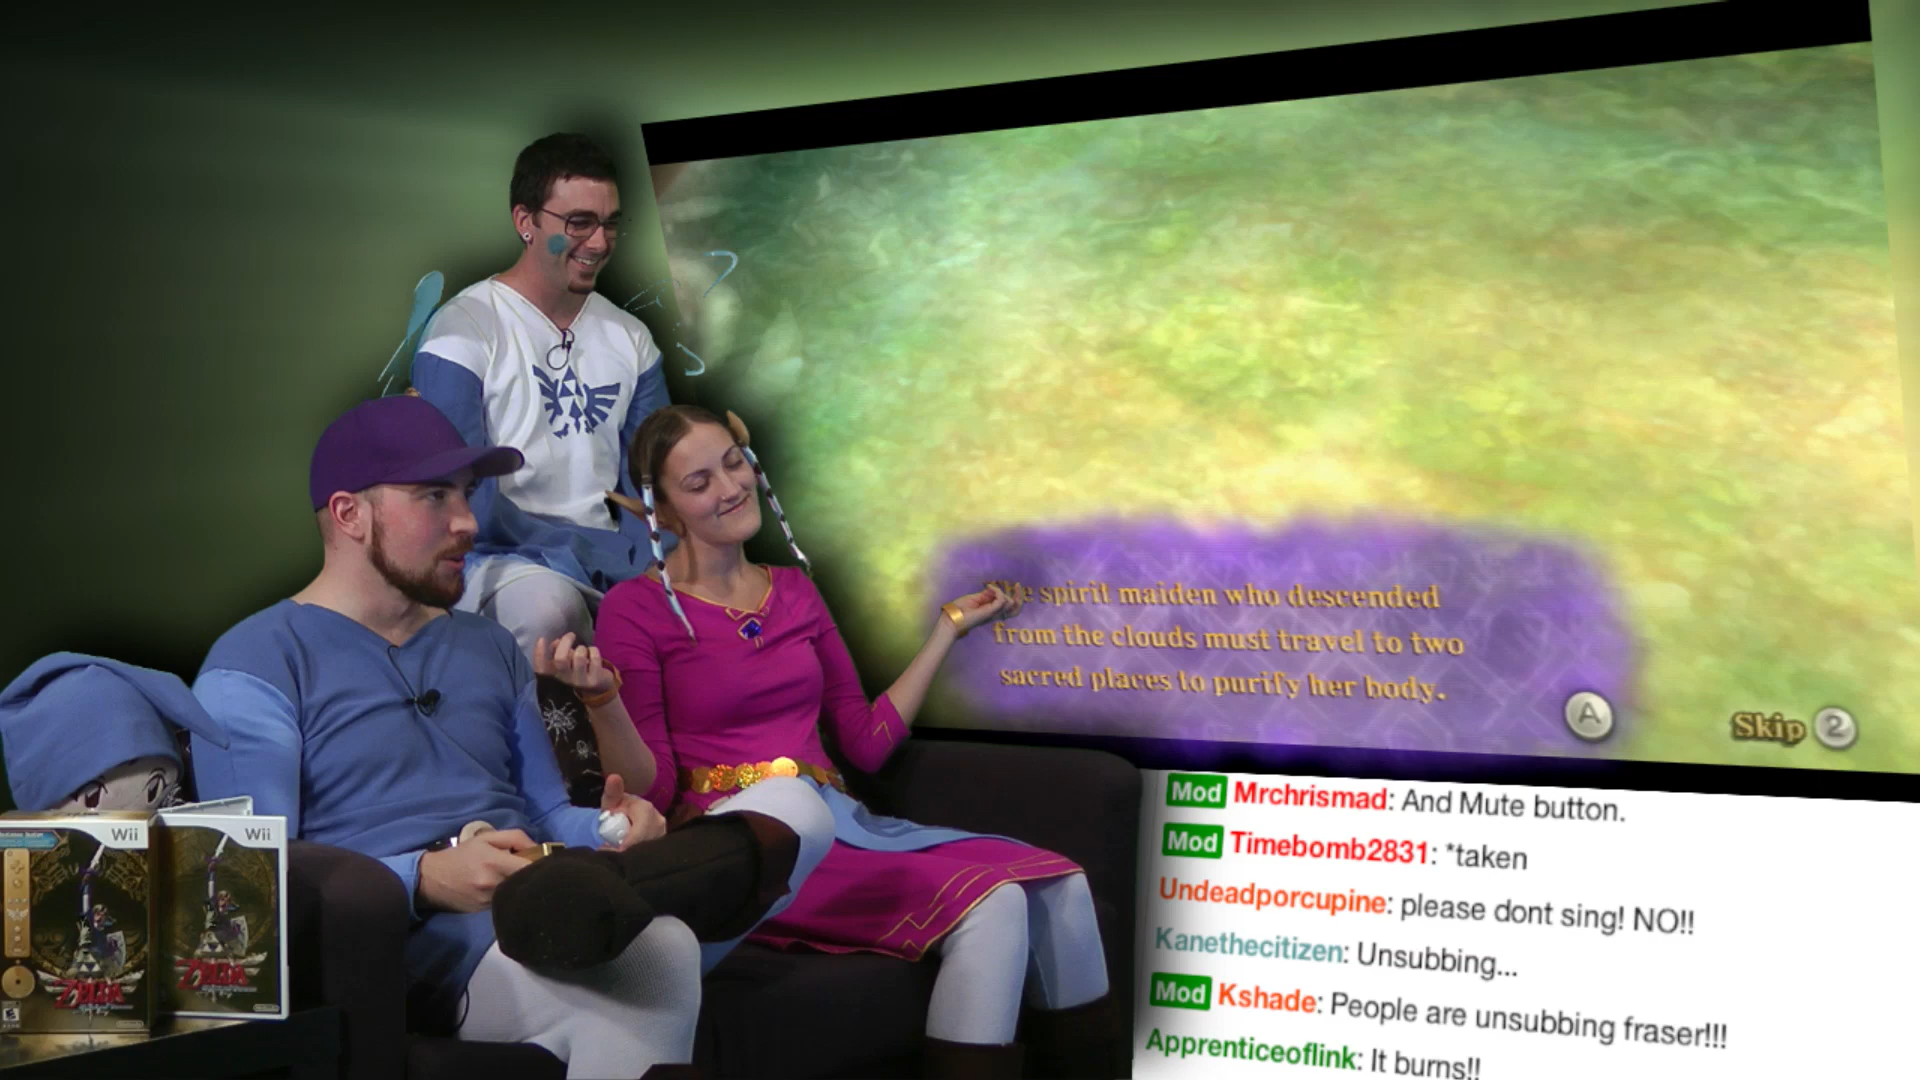 The spirit maiden who descended
from the clouds must travel to two
sacred places to purify her body.
A
Skip 2
Mod Mrchrismad: And Mute button.
Mod Timebomb2831: *taken
Undeadporcupine: please dont sing! NO!!
Kanethecitizen: Unsubbing...
Mod Kshade: People are unsubbing fraser!!!
Apprenticeoflink: It burns!!
Wii
Wii
ZELDA
ZELDA